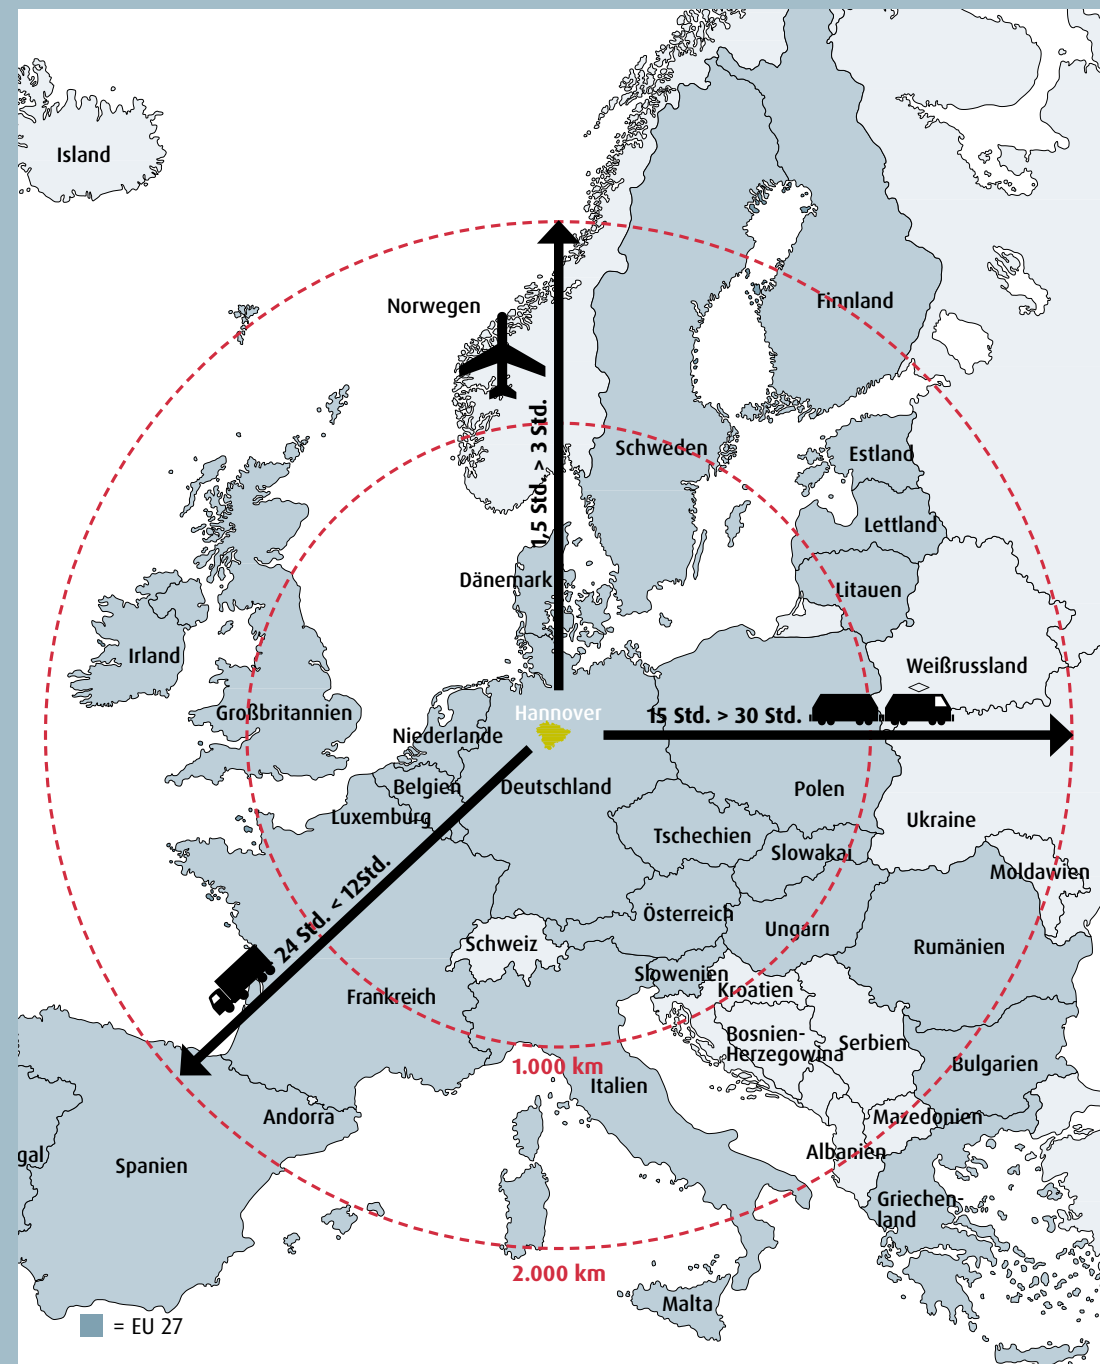 Island
Norwegen
Finnland
1,5 Std. > 3 Std.
Schweden
Estland
Lettland
Dänemark
Litauen
Irland
Weißrussland
Großbritannien
Hannover
15 Std. > 30 Std.
Niederlande
Belgien
Deutschland
Polen
Luxemburg
Ukraine
Tschechien
Slowakai
Moldawien
24 Std. < 12Std.
Österreich
Ungarn
Schweiz
Rumänien
Slowenien
Kroatien
Frankreich
Bosnien-
Herzegowina
Serbien
1.000 km
Bulgarien
Italien
Andorra
Mazedonien
Albanien
gal
Spanien
Griechen-
land
2.000 km
Malta
= EU 27